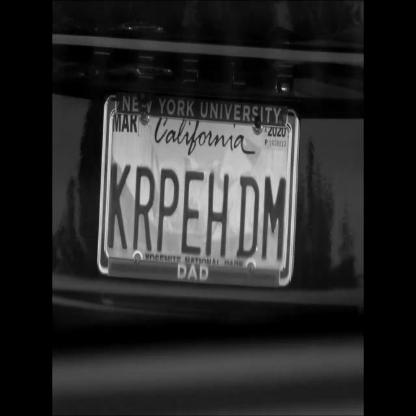 NEW YORK UNIVERSITY
MAR California 2020
KRPEH DM
YOSEMITE NATIONAL PARK
DAD